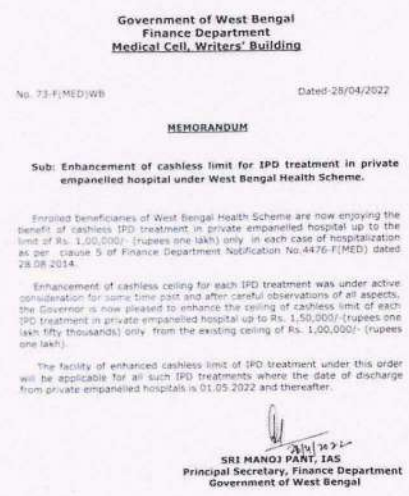 Government of West Bengal
Finance Department
Medical Cell, Writers' Building
No. 73-F(MED)WB
Dated-28/04/2022
MEMORANDUM
Sub: Enhancement of cashless limit for IPD treatment in private
empanelled hospital under West Bengal Health Scheme.
Enrolled beneficiaries of West Bengal Health Scheme are now enjoying the
benefit of cashless IPD treatment in private empanelled hospital up to the
limit of Rs. 1,00,000/- (rupees one lakh) only in each case of hospitalization
as per clause 5 of Finance Department Notification No.4476-F(MED) dated
28.08.2014.
Enhancement of cashless ceiling for each IPD treatment was under active
consideration for some time past and after careful observations of all aspects,
the Governor is now pleased to enhance the ceiling of cashless limit of each
IPD treatment in private empanelled hospital up to Rs. 1,50,000/-(rupees one
lakh fifty thousands) only from the existing ceiling of Rs. 1,00,000/- (rupees
one lakh).
The facility of enhanced cashless limit of IPD treatment under this order
will be applicable for all such IPD treatments where the date of discharge
from private empanelled hospitals is 01.05.2022 and thereafter.
28/4/2022
SRI MANOJ PANT, IAS
Principal Secretary, Finance Department
Government of West Bengal